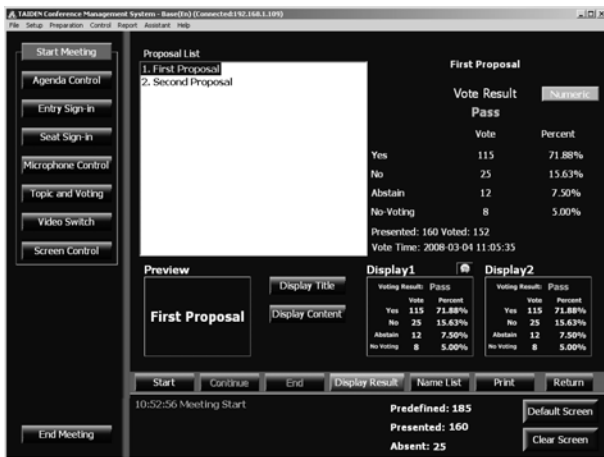 TAIDEN Conference Management System - Base(En) (Connected:192.168.1.109)
File Setup Preparation Control Report Assistant Help
Start Meeting
Agenda Control
Entry Sign-in
Seat Sign-in
Microphone Control
Topic and Voting
Video Switch
Screen Control
End Meeting
Proposal List
1. First Proposal
2. Second Proposal
First Proposal
Vote Result Numeric
Pass
Vote Percent
Yes 115 71.88%
No 25 15.63%
Abstain 12 7.50%
No-Voting 8 5.00%
Presented: 160 Voted: 152
Vote Time: 2008-03-04 11:05:35
Preview
First Proposal
Display Title
Display Content
Display1
Voting Result: Pass
Vote Percent
Yes 115 71.88%
No 25 15.63%
Abstain 12 7.50%
No Voting 8 5.00%
Display2
Voting Result: Pass
Vote Percent
Yes 115 71.88%
No 25 15.63%
Abstain 12 7.50%
No Voting 8 5.00%
Start Continue End Display Result Name List Print Return
10:52:56 Meeting Start
Predefined: 185
Presented: 160
Absent: 25
Default Screen
Clear Screen